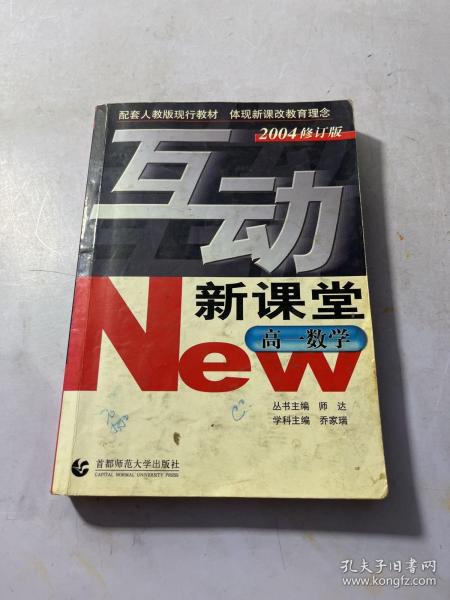 配套人教版现行教材 体现新课改教育理念
2004修订版
互动
新课堂
New
高一数学
丛书主编 师达
学科主编 乔家瑞
首都师范大学出版社
CAPITAL NORMAL UNIVERSITY PRESS
孔夫子旧书网
www.kongfz.com